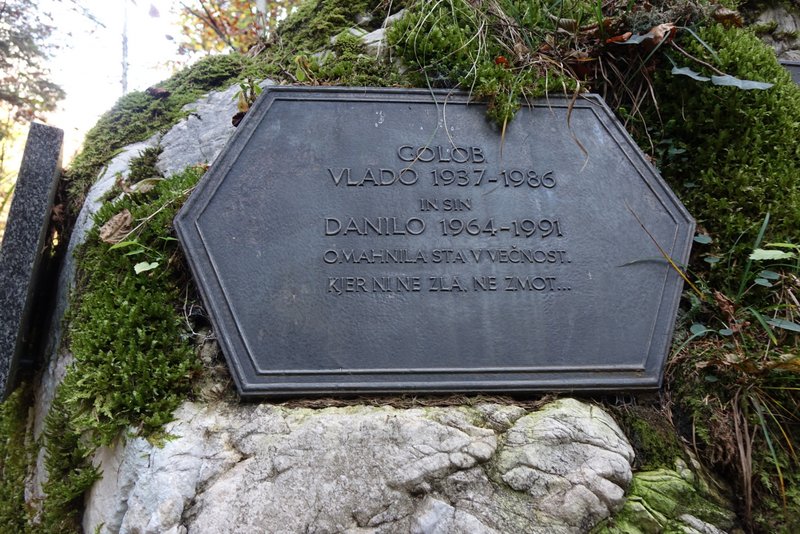 GOLOB
VLADO 1937-1986
IN SIN
DANILO 1964-1991
OMAHNILA STA V VEČNOST,
KJER NI NE ZLA, NE ZMOT...